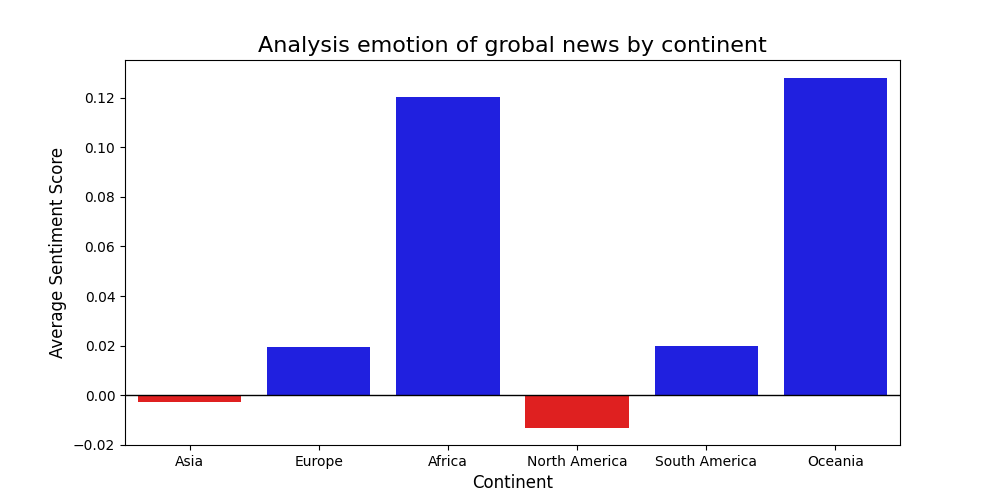 Analysis emotion of grobal news by continent
Average Sentiment Score
0.12
0.10
0.08
0.06
0.04
0.02
0.00
−0.02
Asia Europe Africa North America South America Oceania
Continent